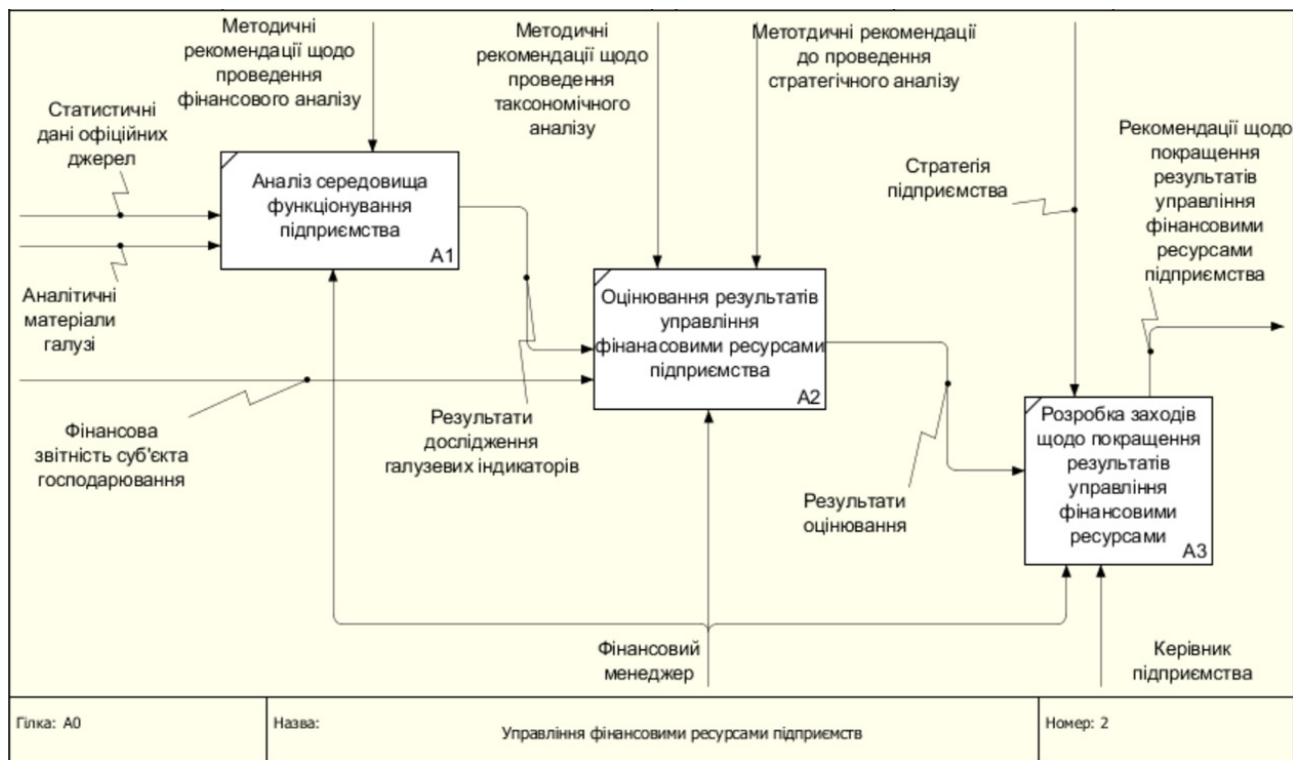 Методичні
рекомендації щодо
проведення
фінансового аналізу
Методичні
рекомендації щодо
проведення
таксономічного
аналізу
Метотдичні рекомендації
до проведення
стратегічного аналізу
Статистичні
дані офіційних
джерел
Рекомендації щодо
покращення
результатів
управління
фінансовими
ресурсами
підприємства
Стратегія
підприємства
Аналіз середовища
функціонування
підприємства
A1
Аналітичні
матеріали
галузі
Оцінювання результатів
управління
фінанасовими ресурсами
підприємства
A2
Фінансова
звітність суб'єкта
господарювання
Результати
дослідження
галузевих індикаторів
Результати
оцінювання
Розробка заходів
щодо покращення
результатів
управління
фінансовими
ресурсами
A3
Фінансовий
менеджер
Керівник
підприємства
Гілка: A0
Назва:
Управління фінансовими ресурсами підприємств
Номер: 2